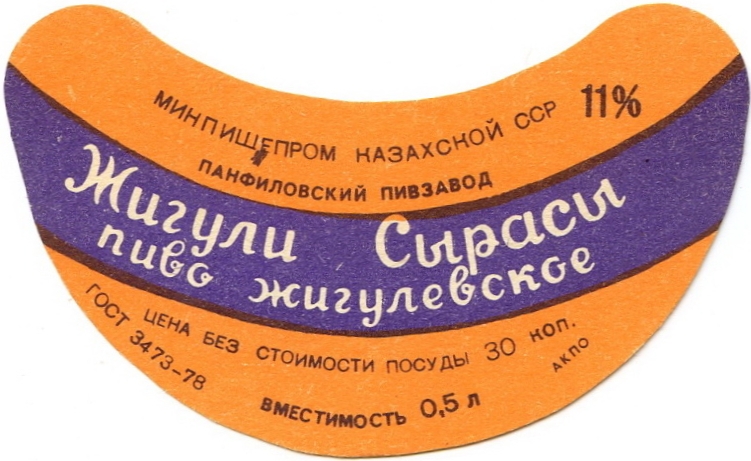 МИНПИЩЕПРОМ КАЗАХСКОЙ ССР 11%
ПАНФИЛОВСКИЙ ПИВЗАВОД
Жигули Сырасы
пиво жигулевское
ЦЕНА БЕЗ СТОИМОСТИ ПОСУДЫ 30 КОП.
ГОСТ 3473-78
ВМЕСТИМОСТЬ 0,5 л
АКПО